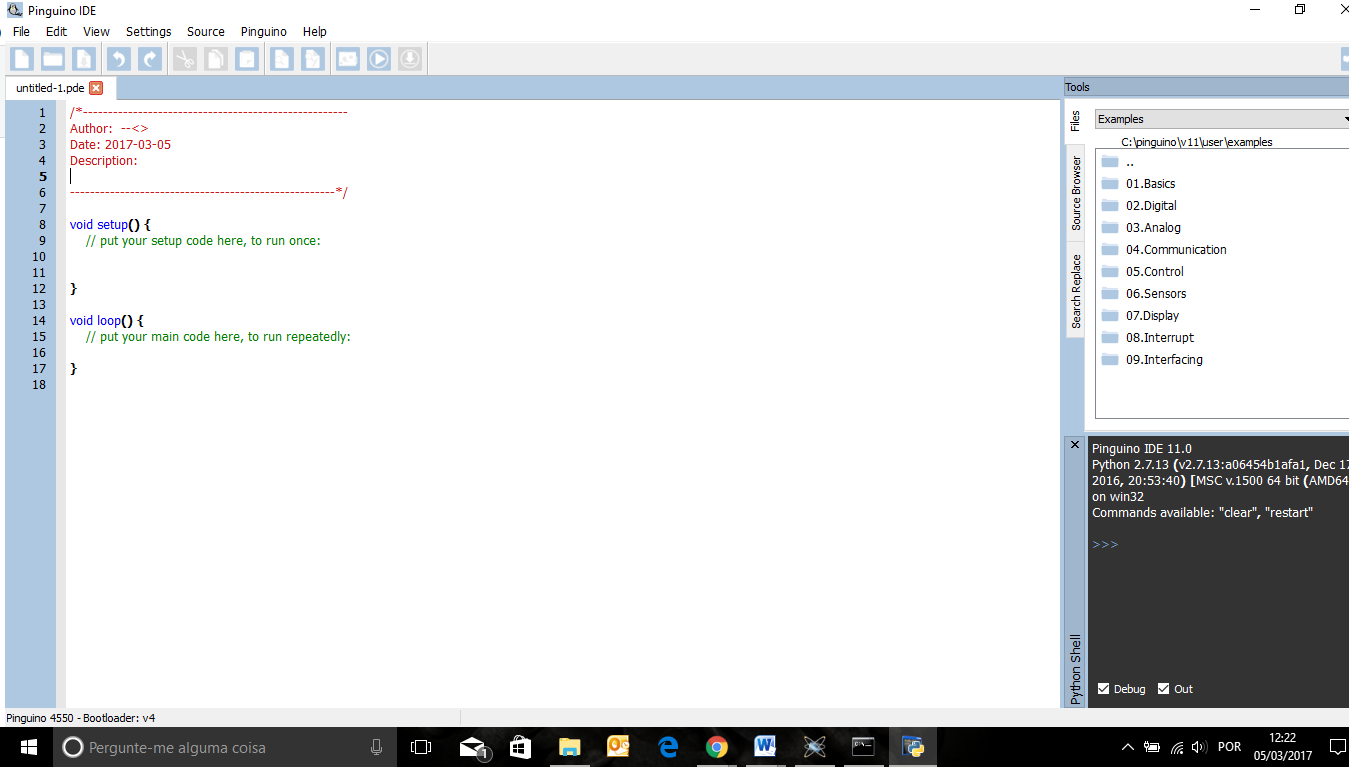 Pinguino IDE
File Edit View Settings Source Pinguino Help
untitled-1.pde
1 /*-----------------------------------------------------
2 Author: --<>
3 Date: 2017-03-05
4 Description:
5
6 -----------------------------------------------------*/
7
8 void setup() {
9 // put your setup code here, to run once:
10
11
12 }
13
14 void loop() {
15 // put your main code here, to run repeatedly:
16
17 }
18
Tools
Files
Source Browser
Search Replace
Examples
C:\pinguino\v11\user\examples
..
01.Basics
02.Digital
03.Analog
04.Communication
05.Control
06.Sensors
07.Display
08.Interrupt
09.Interfacing
Python Shell
Pinguino IDE 11.0
Python 2.7.13 (v2.7.13:a06454b1afa1, Dec 17
2016, 20:53:40) [MSC v.1500 64 bit (AMD64
on win32
Commands available: "clear", "restart"
>>>
Debug Out
Pinguino 4550 - Bootloader: v4
Pergunte-me alguma coisa
1
POR
12:22
05/03/2017